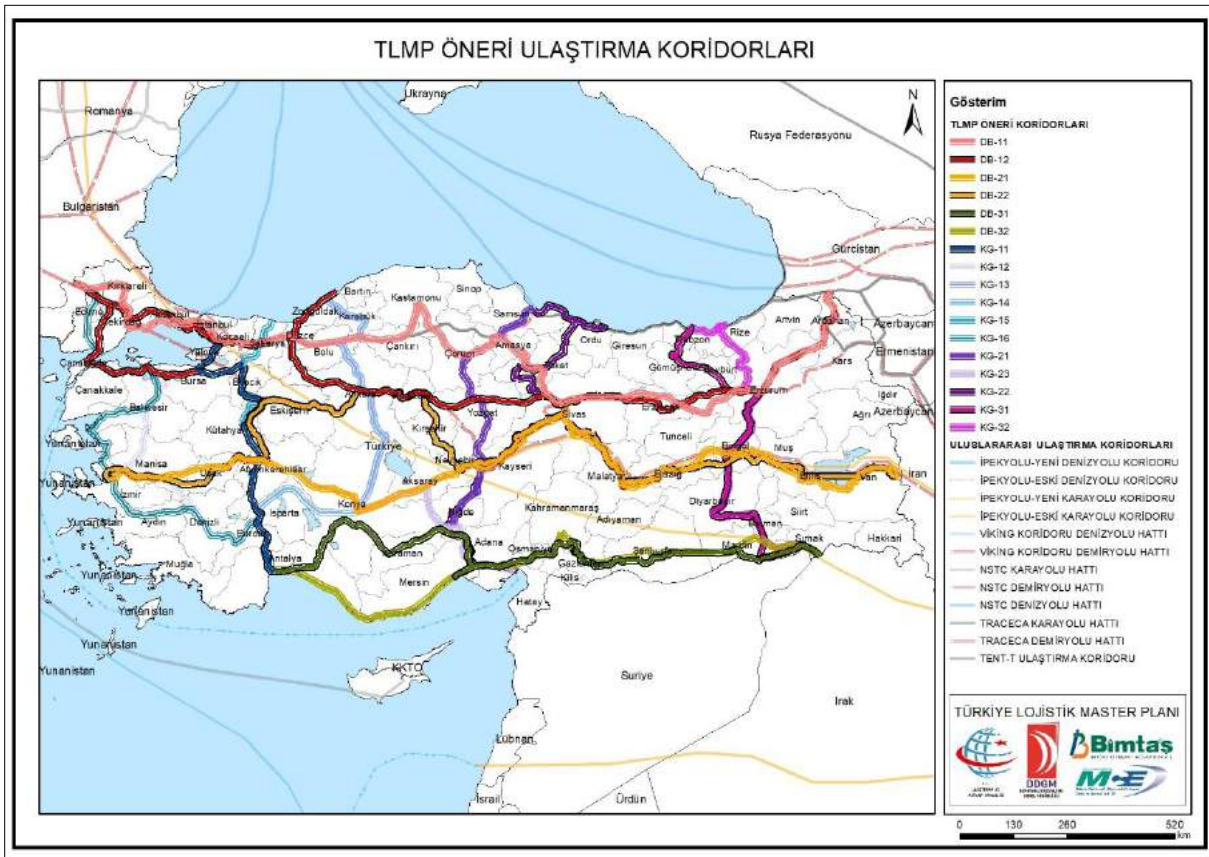 TLMP ÖNERİ ULAŞTIRMA KORİDORLARI
Ukrayna
Romanya
N
Rusya Federasyonu
Bulgaristan
Gürcistan
Kırklareli
Bartın
Kastamonu
Sinop
Zonguldak
Karabük
Samsun
Artvin
Ardahan
Edirne
Tekirdağ
İstanbul
Kocaeli
Sakarya
Düzce
Ordu
Giresun
Trabzon
Rize
Azerbaycan
Yalova
Bolu
Çankırı
Çorum
Amasya
Tokat
Bayburt
Kars
Ermenistan
Çanakkale
Bursa
Bilecik
Erzurum
Iğdır
Balıkesir
Eskişehir
Yozgat
Sivas
Erzincan
Ağrı
Azerbaycan
Kütahya
Kırşehir
Türkiye
Tunceli
Yunanistan
Manisa
Uşak
Afyonkarahisar
Nevşehir
Kayseri
Malatya
Elazığ
Bingöl
Muş
Bitlis
Van
İran
Yunanistan
İzmir
Aksaray
Konya
Diyarbakır
Siirt
Yunanistan
Aydın
Denizli
Isparta
Niğde
Kahramanmaraş
Adıyaman
Batman
Burdur
Hakkari
Şırnak
Muğla
Antalya
Karaman
Adana
Osmaniye
Gaziantep
Şanlıurfa
Mardin
Yunanistan
Mersin
Kilis
Hatay
Yunanistan
Yunanistan
Yunanistan
KKTC
Suriye
Irak
Lübnan
İsrail
Ürdün
Gösterim
TLMP ÖNERİ KORİDORLARI
DB-11
DB-12
DB-21
DB-22
DB-31
DB-32
KG-11
KG-12
KG-13
KG-14
KG-15
KG-16
KG-21
KG-23
KG-22
KG-31
KG-32
ULUSLARARASI ULAŞTIRMA KORİDORLARI
İPEKYOLU-YENİ DENİZYOLU KORİDORU
İPEKYOLU-ESKİ DENİZYOLU KORİDORU
İPEKYOLU-YENİ KARAYOLU KORİDORU
İPEKYOLU-ESKİ KARAYOLU KORİDORU
VİKİNG KORİDORU DENİZYOLU HATTI
VİKİNG KORİDORU DEMİRYOLU HATTI
NSTC KARAYOLU HATTI
NSTC DEMİRYOLU HATTI
NSTC DENİZYOLU HATTI
TRACECA KARAYOLU HATTI
TRACECA DEMİRYOLU HATTI
TENT-T ULAŞTIRMA KORİDORU
TÜRKİYE LOJİSTİK MASTER PLANI
DDGM
Bimtaş
0 130 260 520
km